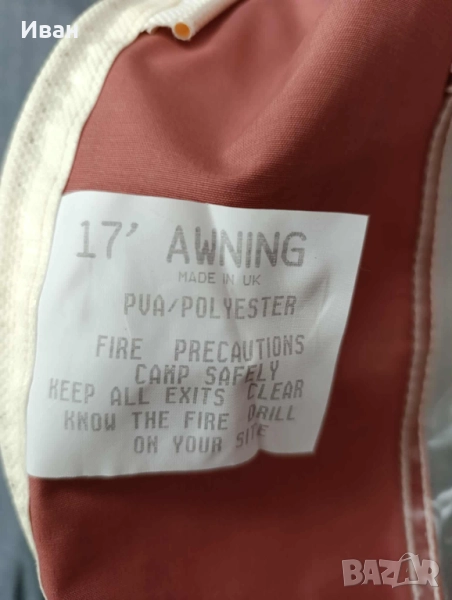 Иван
17' AWNING
MADE IN UK
PVA/POLYESTER
FIRE PRECAUTIONS
CAMP SAFELY
KEEP ALL EXITS CLEAR
KNOW THE FIRE DRILL
ON YOUR SITE
BAZAR